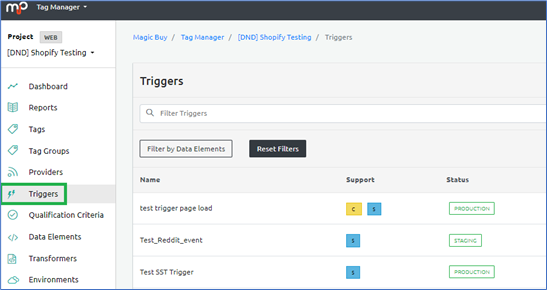 mp Tag Manager
Project WEB
[DND] Shopify Testing
Magic Buy / Tag Manager / [DND] Shopify Testing / Triggers
Dashboard
Reports
Tags
Tag Groups
Providers
Triggers
Qualification Criteria
Data Elements
Transformers
Environments
Triggers
Filter Triggers
Filter by Data Elements Reset Filters
Name Support Status
test trigger page load C S PRODUCTION
Test_Reddit_event S STAGING
Test SST Trigger S PRODUCTION